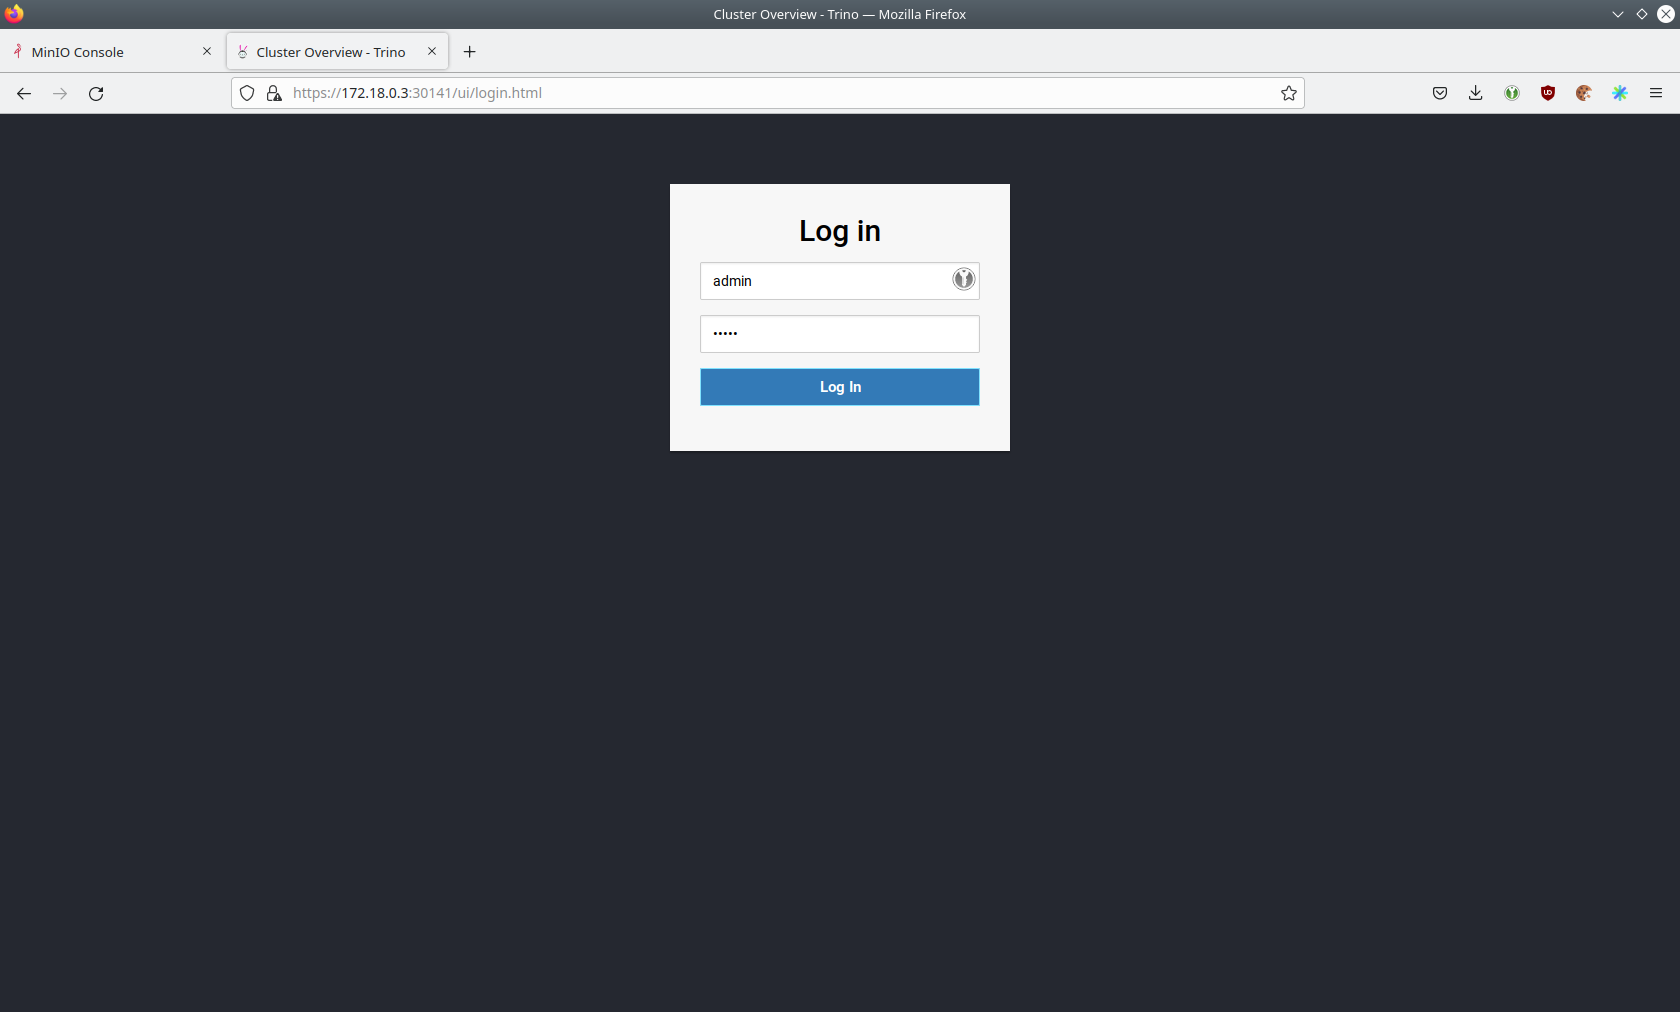 Cluster Overview - Trino — Mozilla Firefox
MinIO Console
Cluster Overview - Trino
https://172.18.0.3:30141/ui/login.html
Log in
admin
•••••
Log In